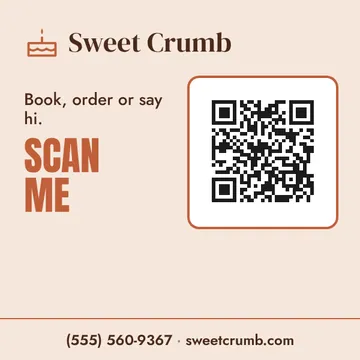 Sweet Crumb
Book, order or say
hi.
SCAN
ME
(555) 560-9367 · sweetcrumb.com